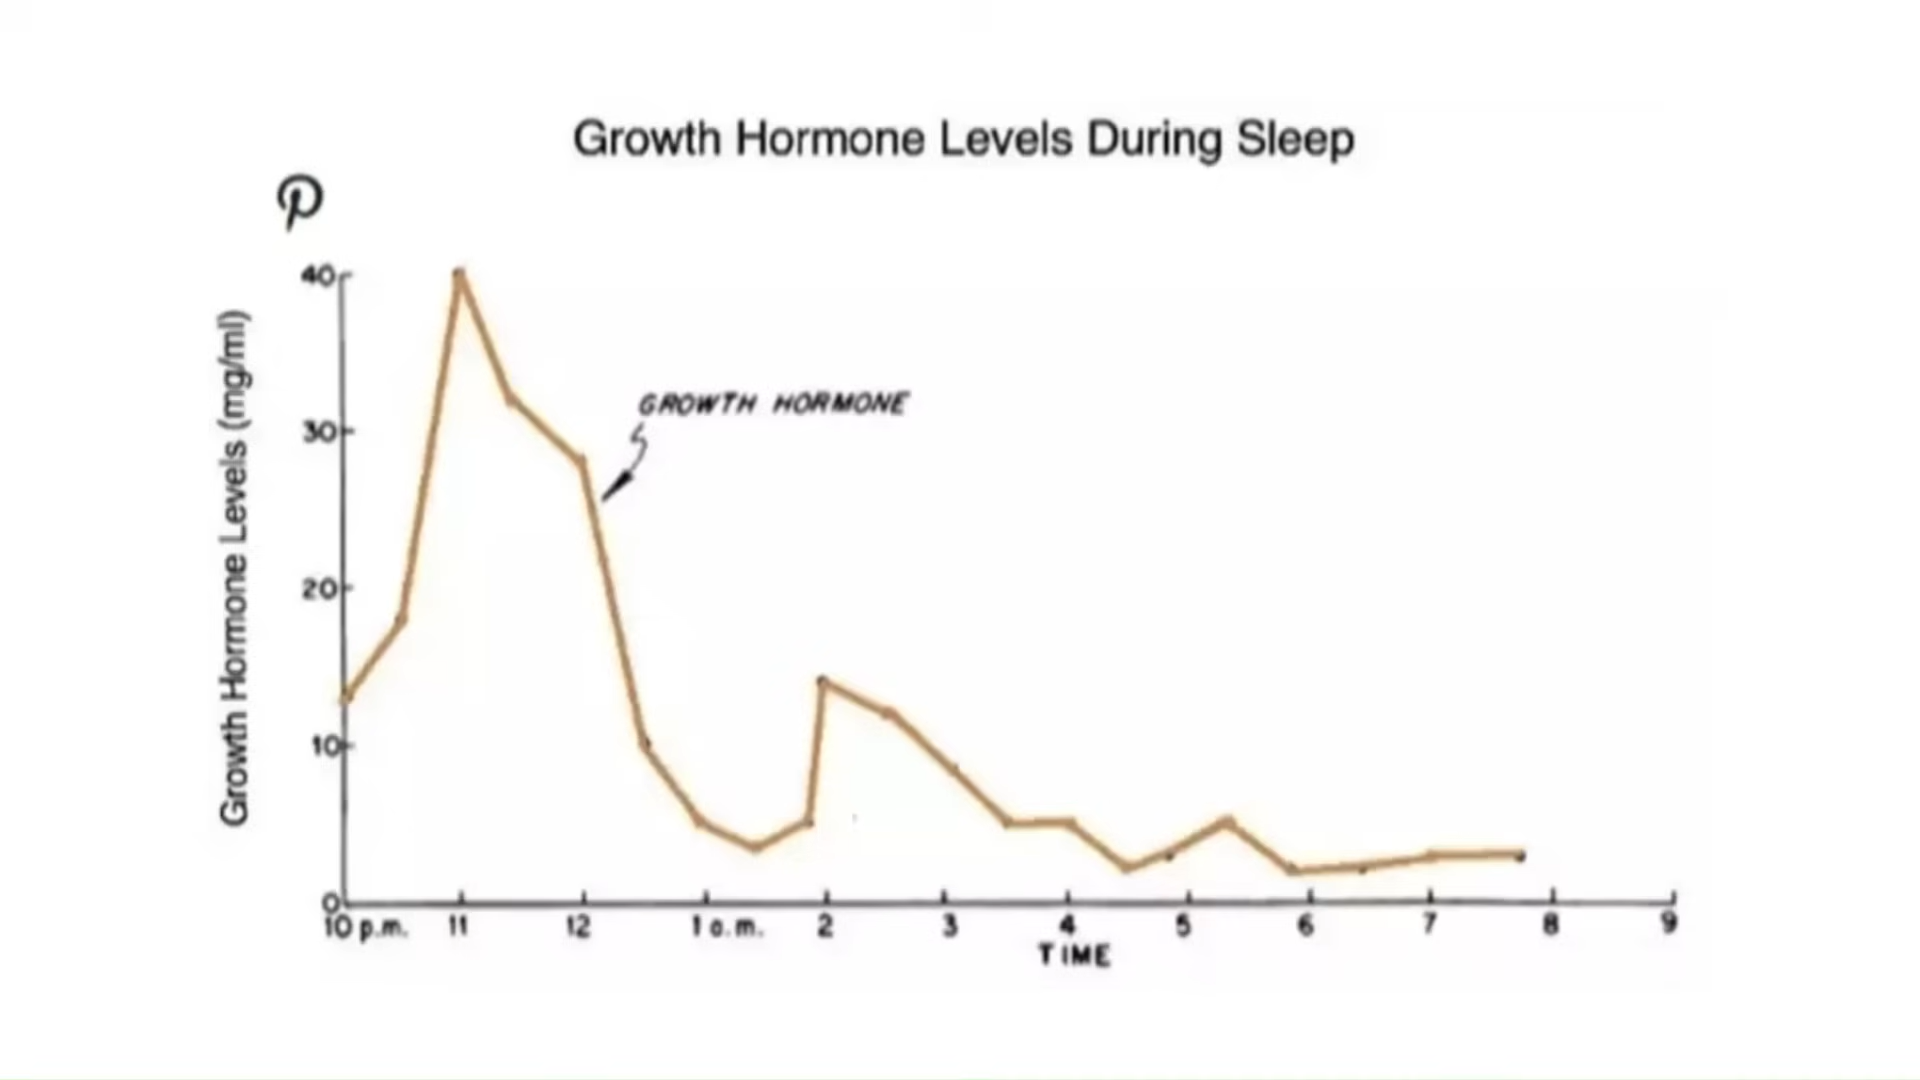 Growth Hormone Levels During Sleep
Growth Hormone Levels (mg/ml)
40
30
20
10
0
GROWTH HORMONE
10 p.m. 11 12 1 a.m. 2 3 4 5 6 7 8 9
TIME